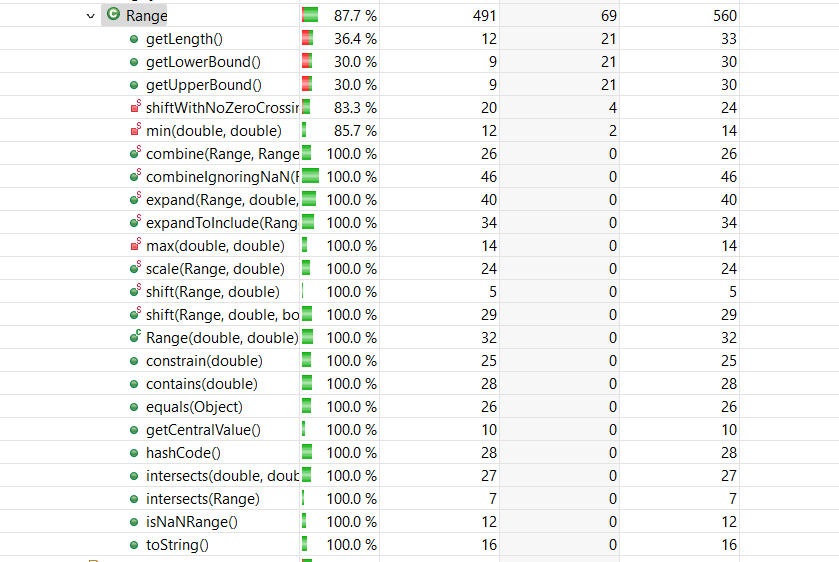 Range 87.7 % 491 69 560
getLength() 36.4 % 12 21 33
getLowerBound() 30.0 % 9 21 30
getUpperBound() 30.0 % 9 21 30
shiftWithNoZeroCrossin 83.3 % 20 4 24
min(double, double) 85.7 % 12 2 14
combine(Range, Range 100.0 % 26 0 26
combineIgnoringNaN(R 100.0 % 46 0 46
expand(Range, double, 100.0 % 40 0 40
expandToInclude(Rang 100.0 % 34 0 34
max(double, double) 100.0 % 14 0 14
scale(Range, double) 100.0 % 24 0 24
shift(Range, double) 100.0 % 5 0 5
shift(Range, double, bo 100.0 % 29 0 29
Range(double, double) 100.0 % 32 0 32
constrain(double) 100.0 % 25 0 25
contains(double) 100.0 % 28 0 28
equals(Object) 100.0 % 26 0 26
getCentralValue() 100.0 % 10 0 10
hashCode() 100.0 % 28 0 28
intersects(double, doub 100.0 % 27 0 27
intersects(Range) 100.0 % 7 0 7
isNaNRange() 100.0 % 12 0 12
toString() 100.0 % 16 0 16